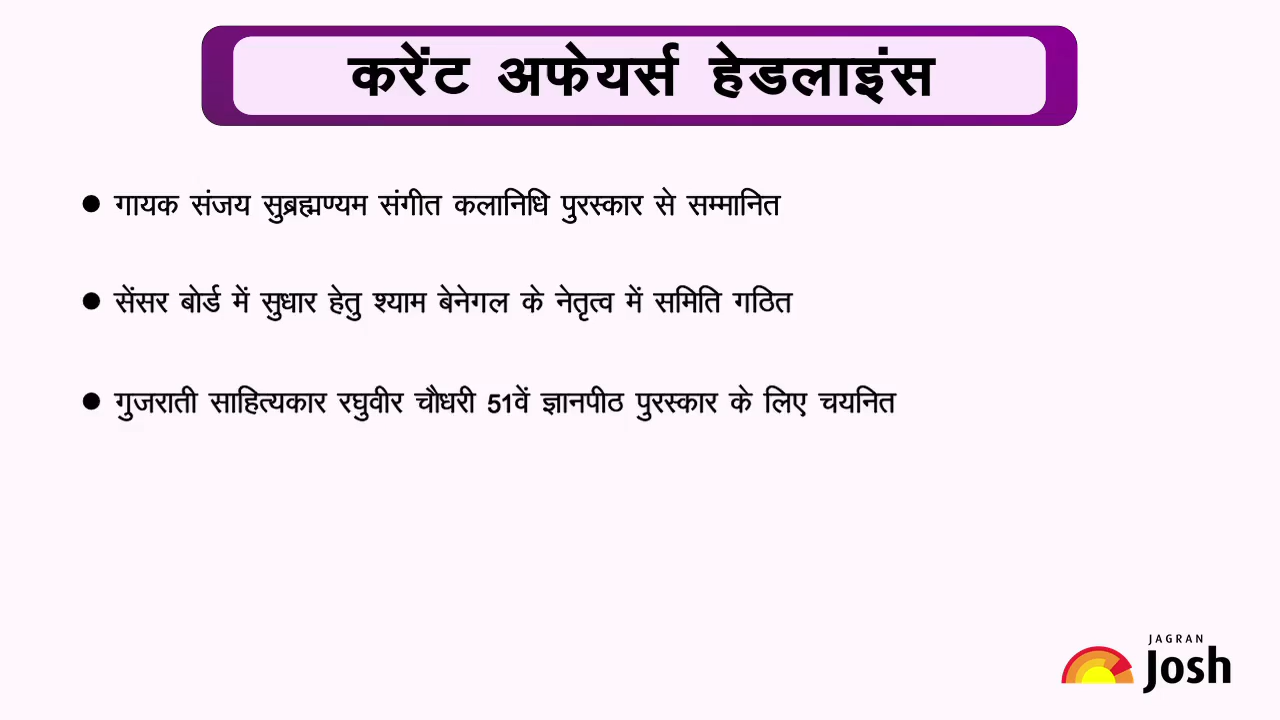 करेंट अफेयर्स हेडलाइंस
● गायक संजय सुब्रह्मण्यम संगीत कलानिधि पुरस्कार से सम्मानित
● सेंसर बोर्ड में सुधार हेतु श्याम बेनेगल के नेतृत्व में समिति गठित
● गुजराती साहित्यकार रघुवीर चौधरी 51वें ज्ञानपीठ पुरस्कार के लिए चयनित
JAGRAN
Josh